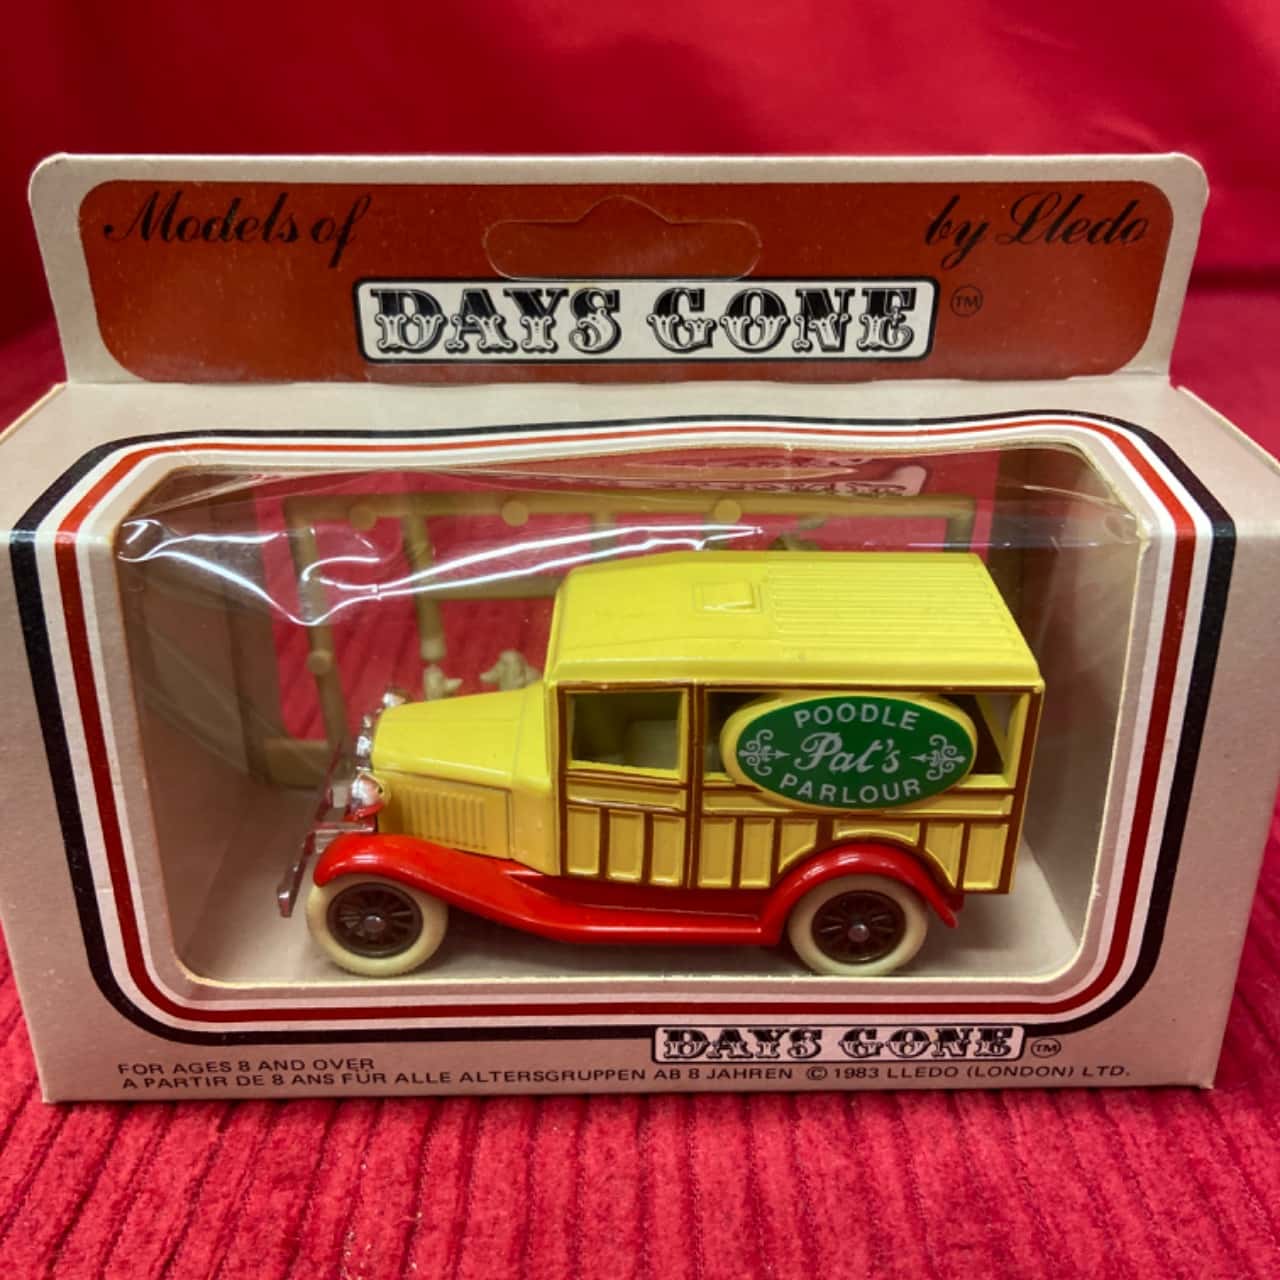 Models of by Lledo
DAYS GONE TM
POODLE
Pat's
PARLOUR
DAYS GONE TM
FOR AGES 8 AND OVER
A PARTIR DE 8 ANS FÜR ALLE ALTERSGRUPPEN AB 8 JAHREN © 1983 LLEDO (LONDON) LTD.